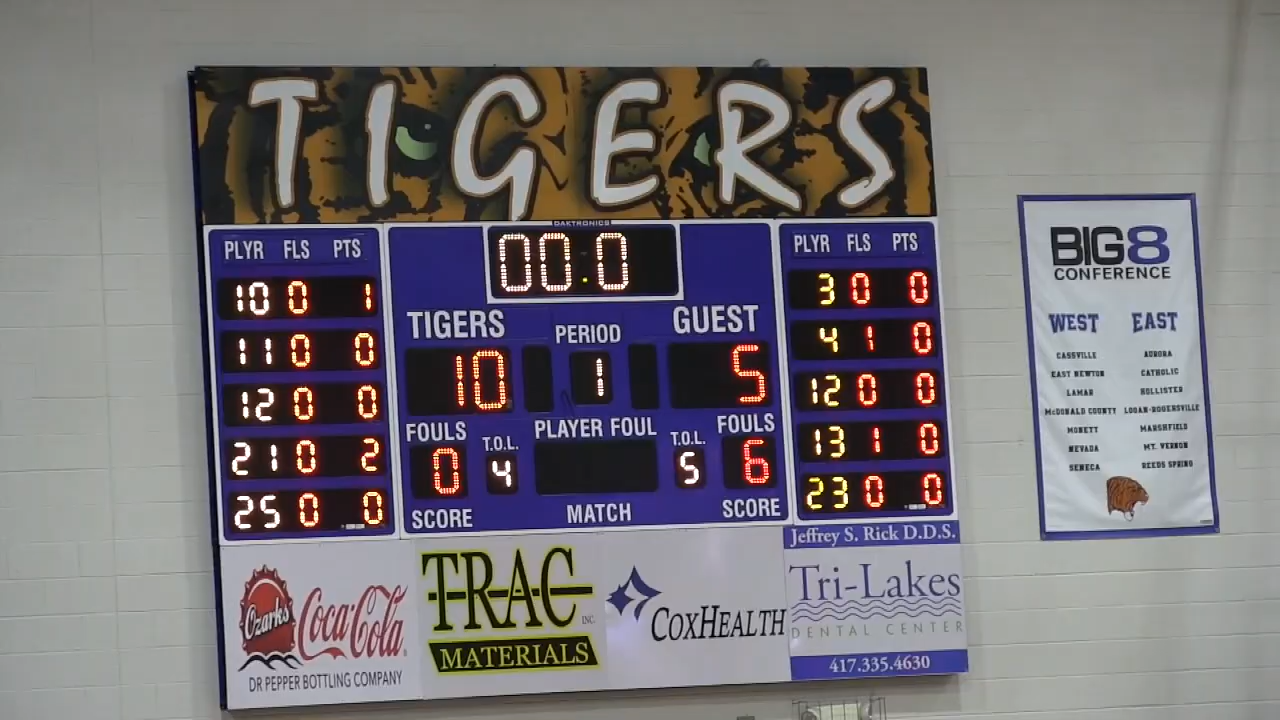 TIGERS
DAKTRONICS
PLYR FLS PTS
10 0 1
11 0 0
12 0 0
21 0 2
25 0 0
00:0
TIGERS PERIOD GUEST
10 1 5
FOULS T.O.L. PLAYER FOUL T.O.L. FOULS
0 4 5 6
SCORE MATCH SCORE
PLYR FLS PTS
3 0 0
4 1 0
12 0 0
13 1 0
23 0 0
Ozarks Coca-Cola
DR PEPPER BOTTLING COMPANY
TRAC INC.
MATERIALS
COXHEALTH
Jeffrey S. Rick D.D.S.
Tri-Lakes
DENTAL CENTER
417.335.4630
BIG8
CONFERENCE
WEST EAST
CASSVILLE AURORA
EAST NEWTON CATHOLIC
LAMAR HOLLISTER
McDONALD COUNTY LOGAN-ROGERSVILLE
MONETT MARSHFIELD
NEVADA MT. VERNON
SENECA REEDS SPRING